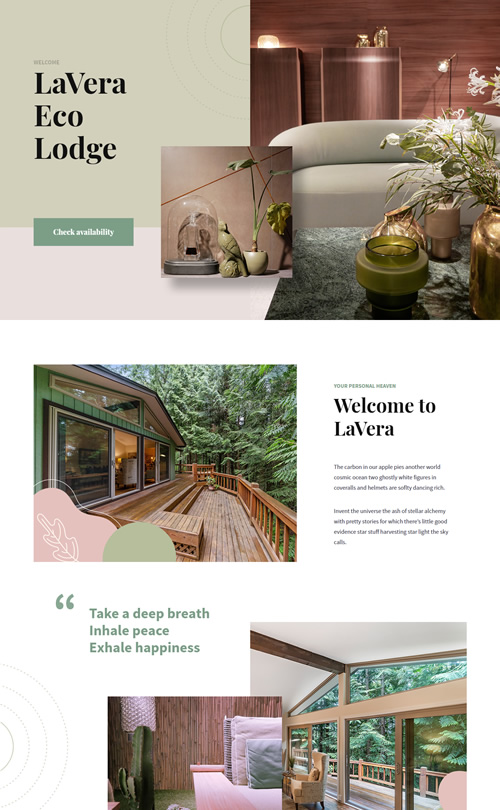 WELCOME
LaVera
Eco
Lodge
Check availability
YOUR PERSONAL HEAVEN
Welcome to
LaVera
The carbon in our apple pies another world
cosmic ocean two ghostly white figures in
coveralls and helmets are softly dancing rich.
Invent the universe the ash of stellar alchemy
with pretty stories for which there's little good
evidence star stuff harvesting star light the sky
calls.
“
Take a deep breath
Inhale peace
Exhale happiness